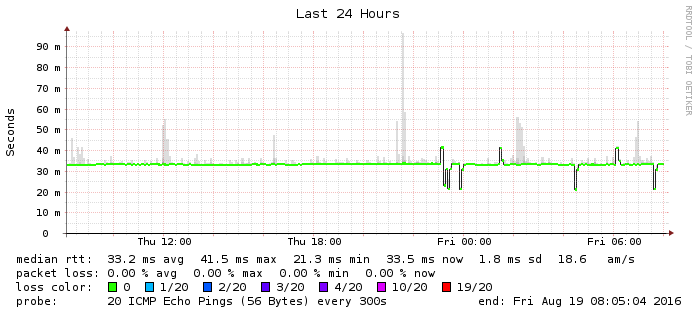 Last 24 Hours
RRDTOOL / TOBI OETIKER
Seconds
90 m
80 m
70 m
60 m
50 m
40 m
30 m
20 m
10 m
0
Thu 12:00 Thu 18:00 Fri 00:00 Fri 06:00
median rtt: 33.2 ms avg 41.5 ms max 21.3 ms min 33.5 ms now 1.8 ms sd 18.6 am/s
packet loss: 0.00 % avg 0.00 % max 0.00 % min 0.00 % now
loss color: 0 1/20 2/20 3/20 4/20 10/20 19/20
probe: 20 ICMP Echo Pings (56 Bytes) every 300s end: Fri Aug 19 08:05:04 2016